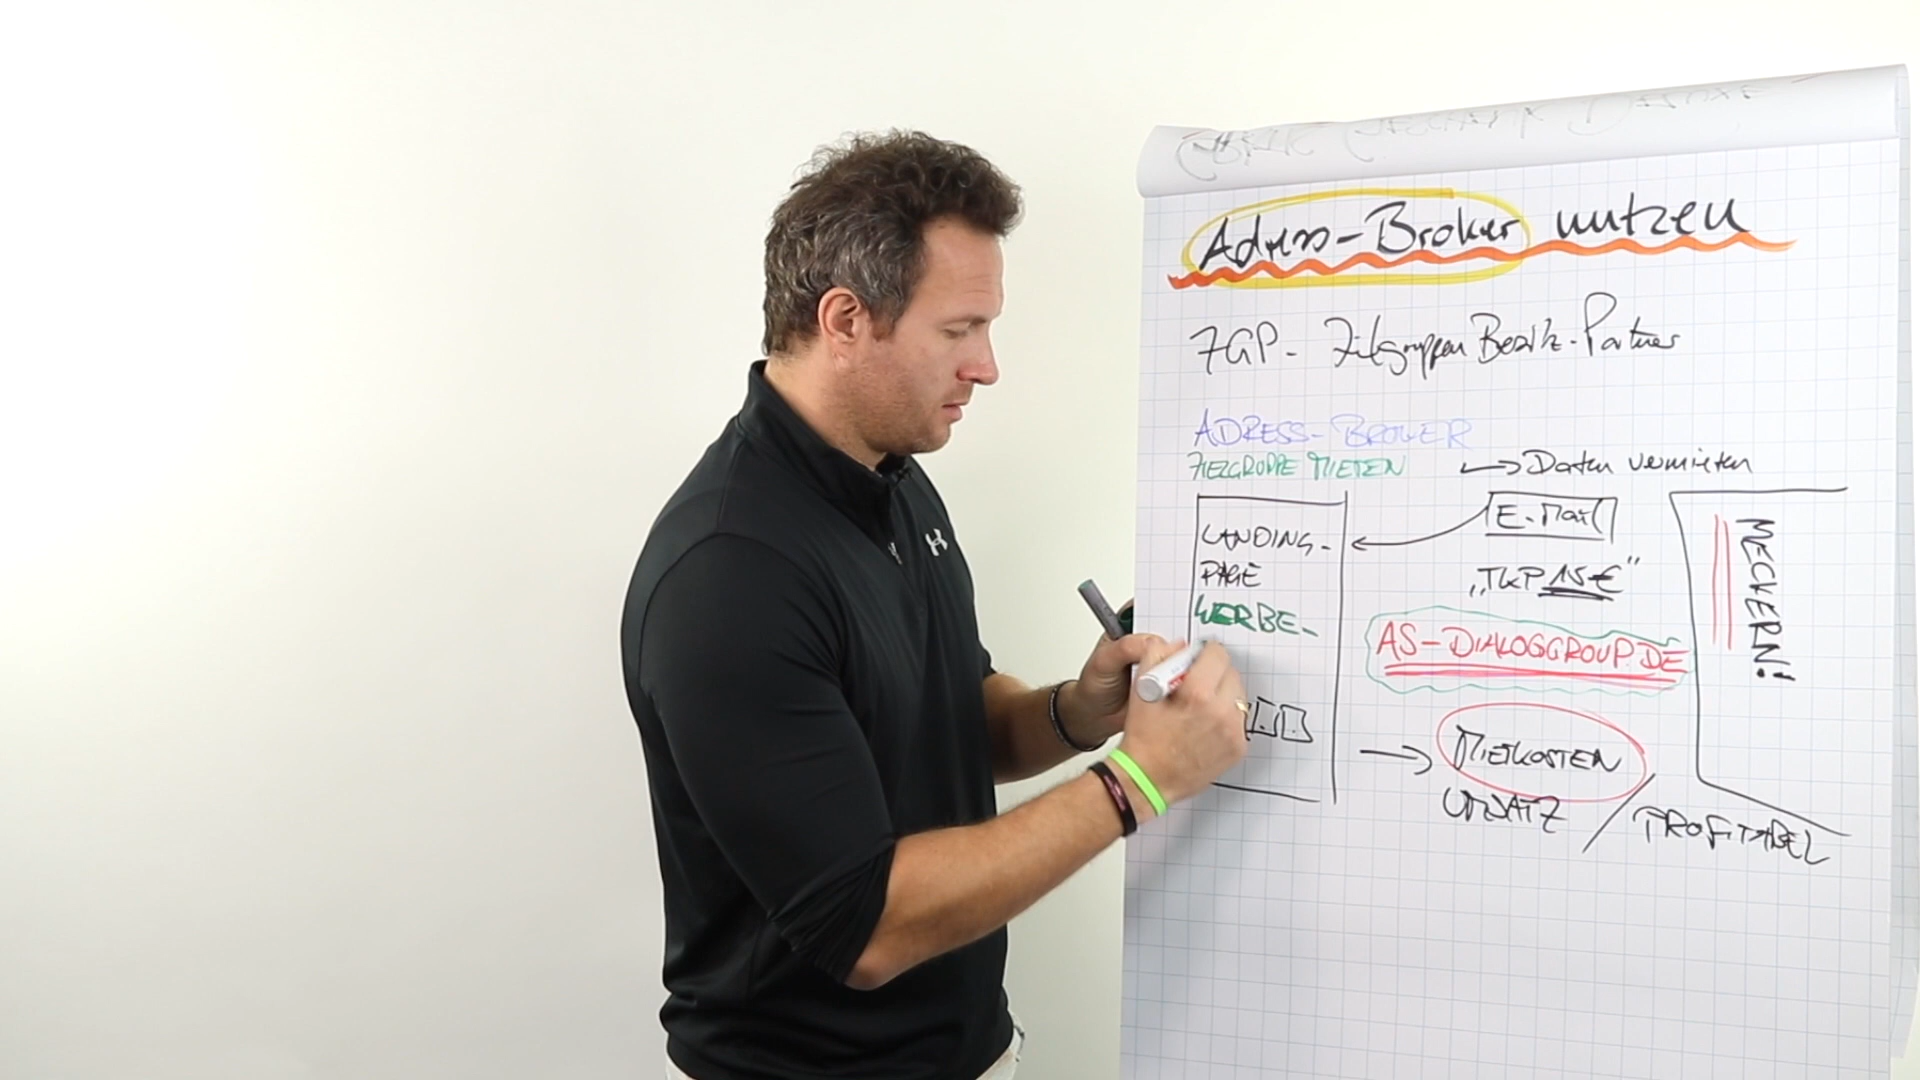 Adress-Broker nutzen
ZGP - Zielgruppen Besitz-Partner
ADRESS-BROKER
ZIELGRUPPE MIETEN
Daten vermieten
LANDING-
PAGE
WERBE-
E-Mail
„TKP 15€“
AS-DIALOGGROUP.DE
MIETKOSTEN
UMSATZ / PROFITABEL
MECKERN!